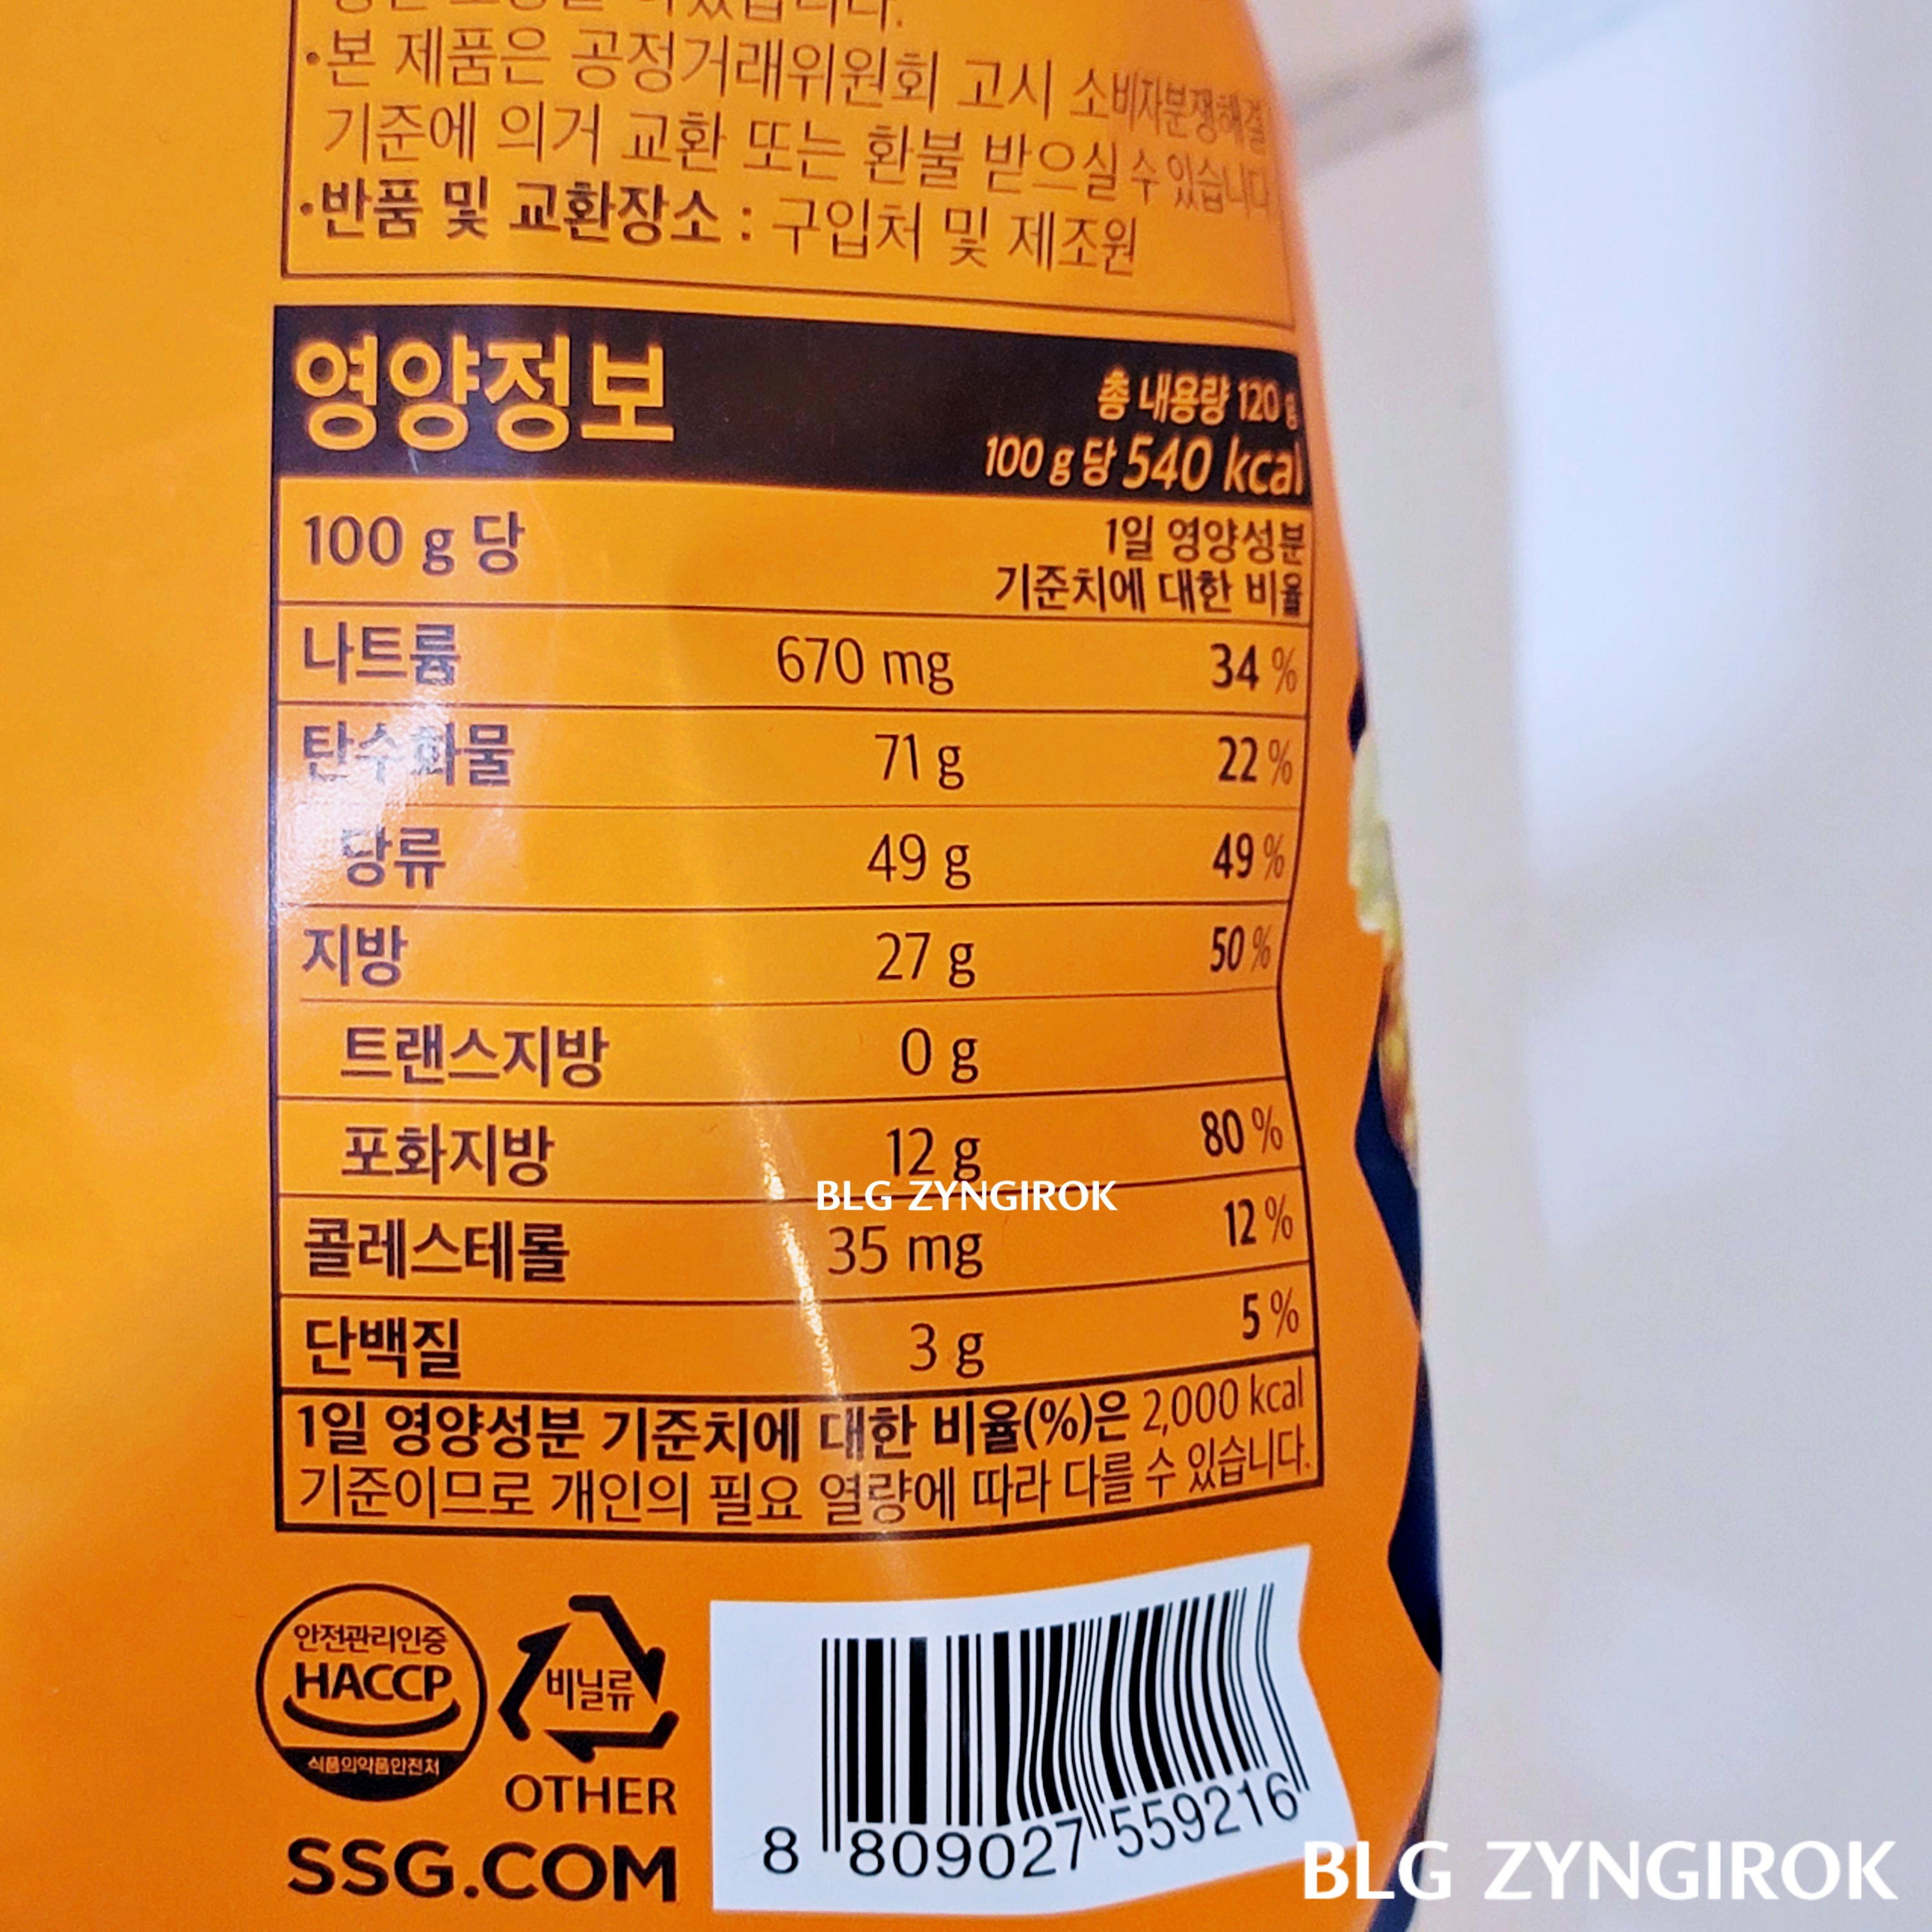 •본 제품은 공정거래위원회 고시 소비자분쟁해결
기준에 의거 교환 또는 환불 받으실 수 있습니다.
•반품 및 교환장소 : 구입처 및 제조원
영양정보
총 내용량 120 g
100 g 당 540 kcal
100 g 당
1일 영양성분
기준치에 대한 비율
나트륨 670 mg 34 %
탄수화물 71 g 22 %
당류 49 g 49 %
지방 27 g 50 %
트랜스지방 0 g
포화지방 12 g 80 %
BLG ZYNGIROK
콜레스테롤 35 mg 12 %
단백질 3 g 5 %
1일 영양성분 기준치에 대한 비율(%)은 2,000 kcal
기준이므로 개인의 필요 열량에 따라 다를 수 있습니다.
안전관리인증
HACCP
식품의약품안전처
비닐류
OTHER
SSG.COM
8 809027 559216
BLG ZYNGIROK